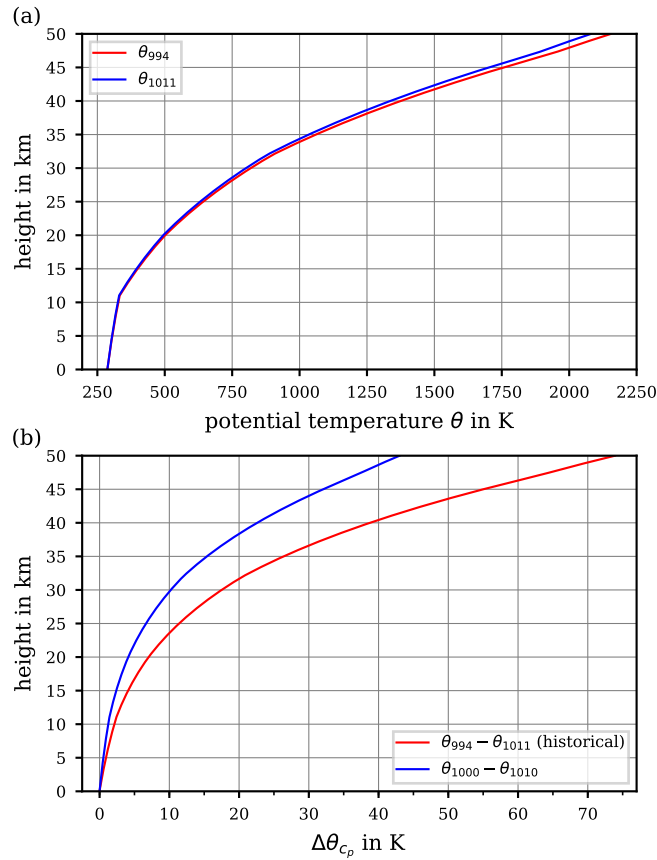 (a)
50
45
40
35
30
25
20
15
10
5
0
height in km
θ994
θ1011
250 500 750 1000 1250 1500 1750 2000 2250
potential temperature θ in K
(b)
50
45
40
35
30
25
20
15
10
5
0
height in km
θ994 − θ1011 (historical)
θ1000 − θ1010
0 10 20 30 40 50 60 70
Δθcp in K